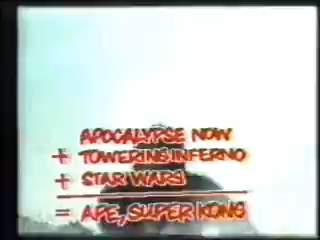 APOCALYPSE NOW
+ TOWERING INFERNO
+ STAR WARS
= APE, SUPER KONG